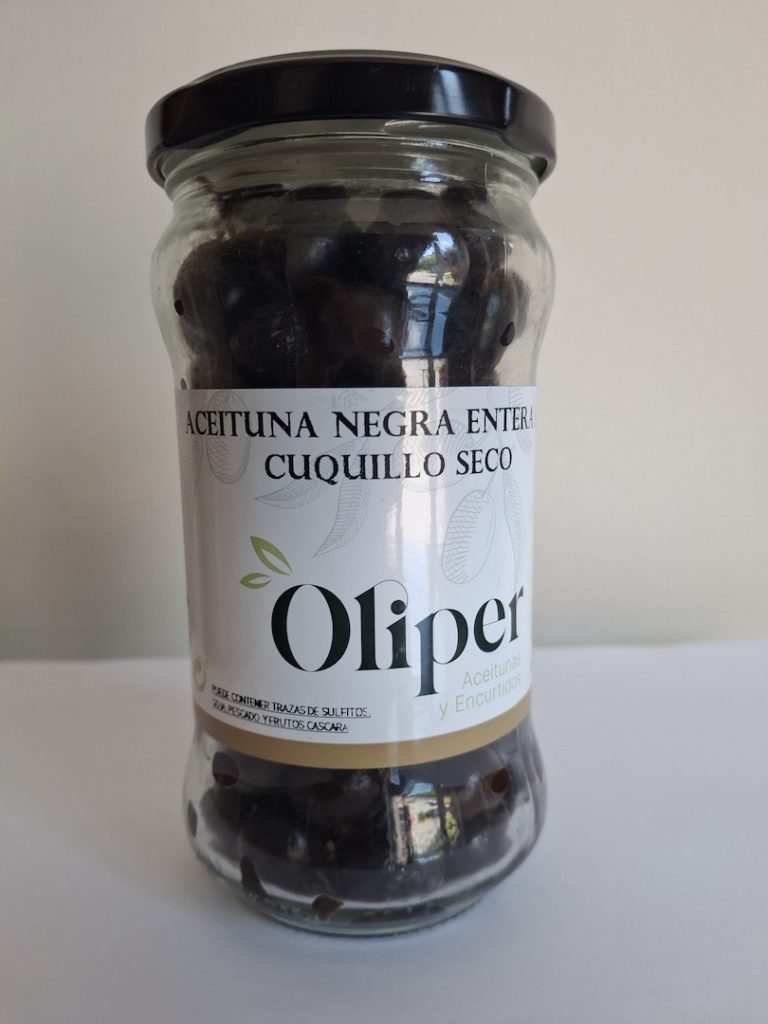 ACEITUNA NEGRA ENTERA
CUQUILLO SECO
Oliper
Aceitunas
y Encurtidos
PUEDE CONTENER TRAZAS DE SULFITOS,
SOJA, PESCADO Y FRUTOS CASCARA